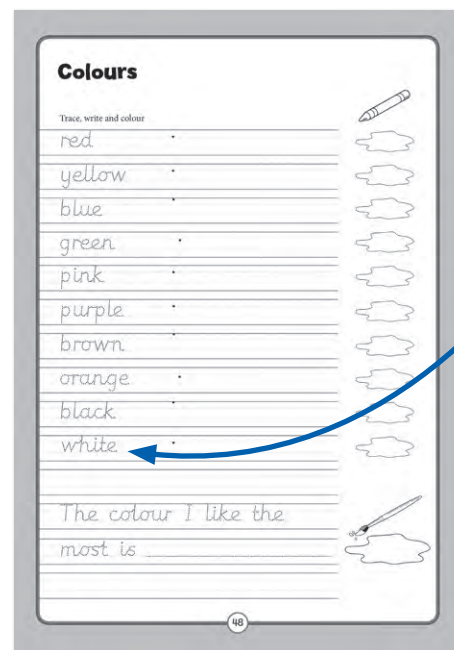 Colours
Trace, write and colour
red
yellow
blue
green
pink
purple
brown
orange
black
white
The colour I like the
most is
48